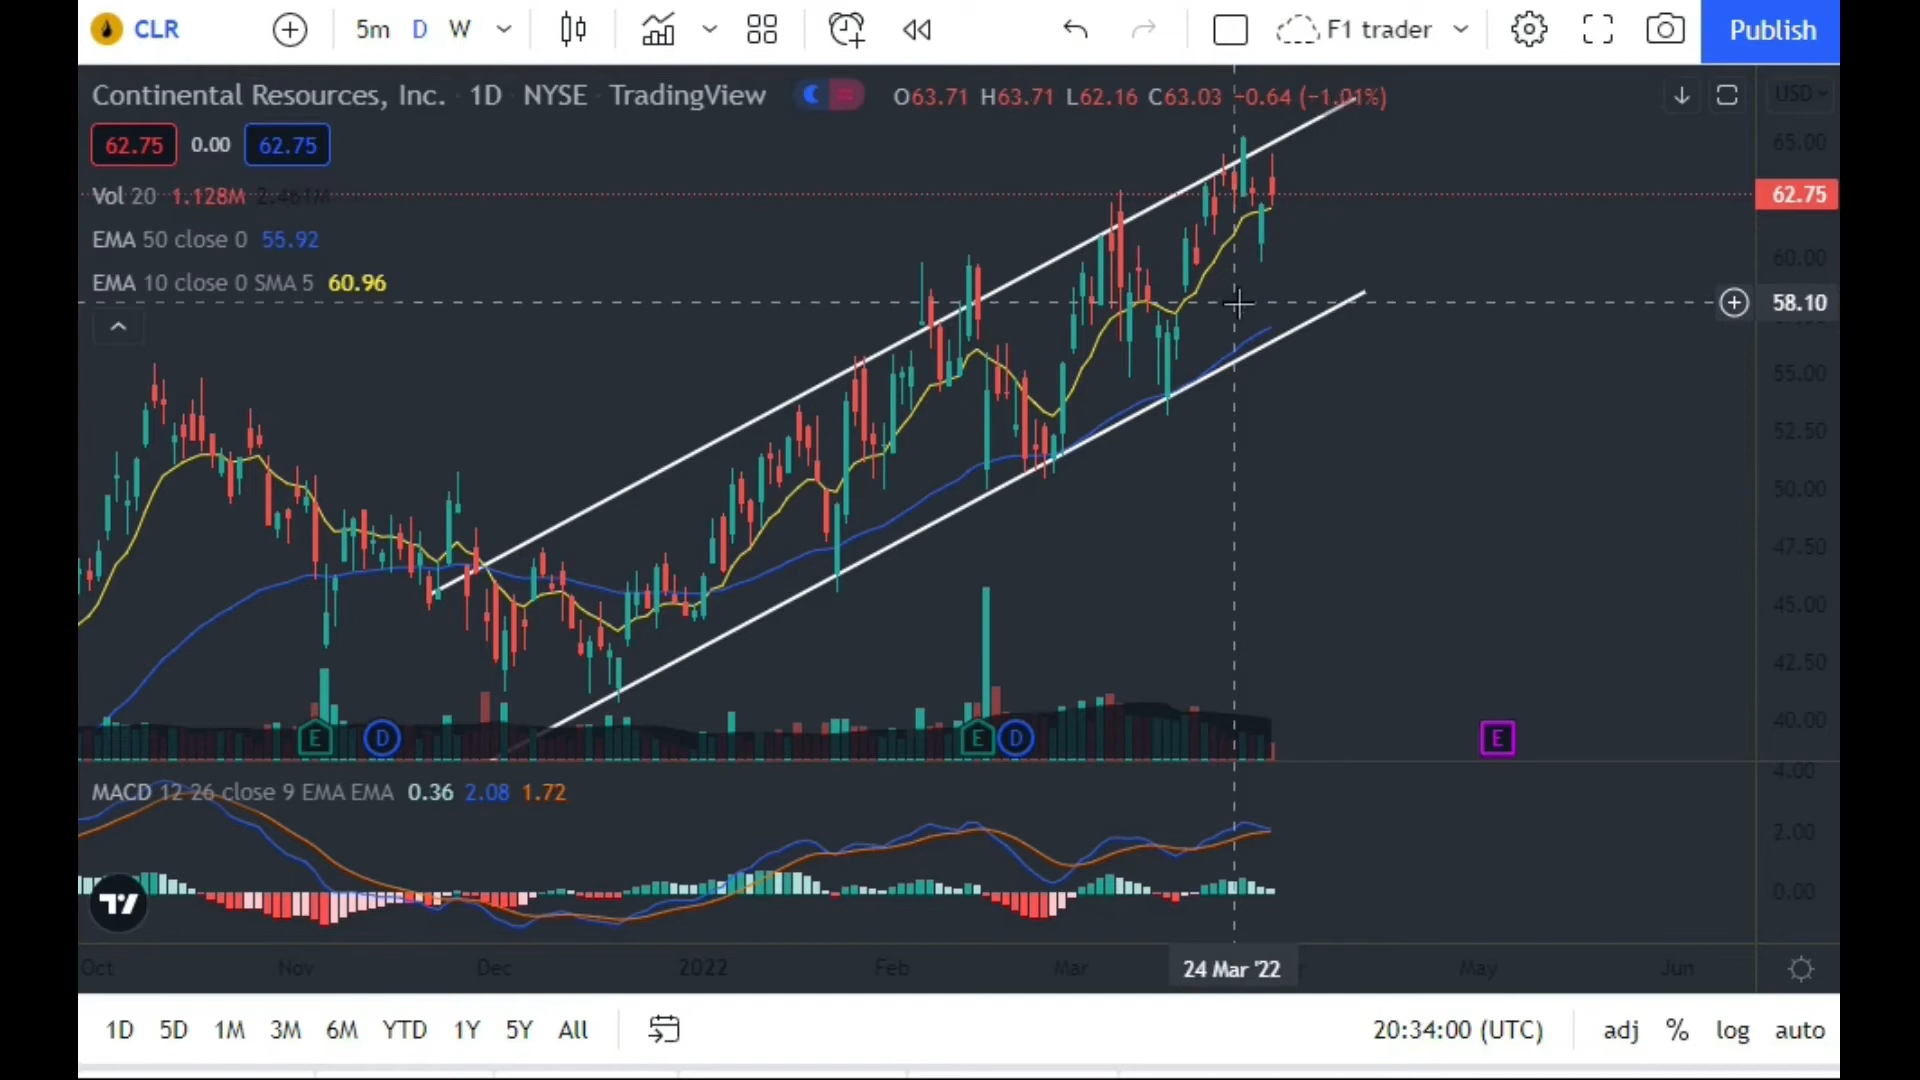 CLR 5m D W F1 trader Publish
Continental Resources, Inc. 1D NYSE TradingView O63.71 H63.71 L62.16 C63.03 −0.64 (−1.01%) USD
65.00
62.75 0.00 62.75
Vol 20 1.128M 2.461M 62.75
EMA 50 close 0 55.92
60.00
EMA 10 close 0 SMA 5 60.96
58.10
55.00
52.50
50.00
47.50
45.00
42.50
40.00
E D E D E
4.00
MACD 12 26 close 9 EMA EMA 0.36 2.08 1.72
2.00
0.00
Oct Nov Dec 2022 Feb Mar 24 Mar '22 May Jun
1D 5D 1M 3M 6M YTD 1Y 5Y All 20:34:00 (UTC) adj % log auto